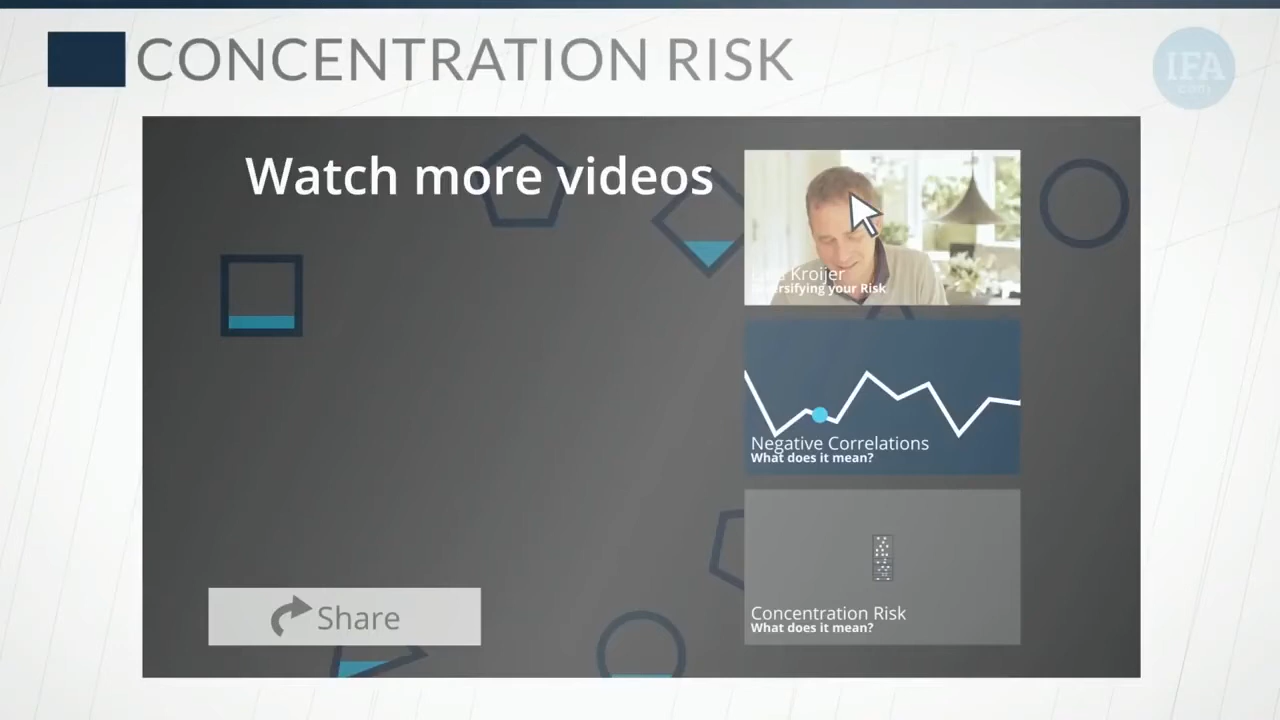 CONCENTRATION RISK
IFA
.com
Watch more videos
Kroijer
your Risk
Negative Correlations
What does it mean?
Concentration Risk
What does it mean?
Share